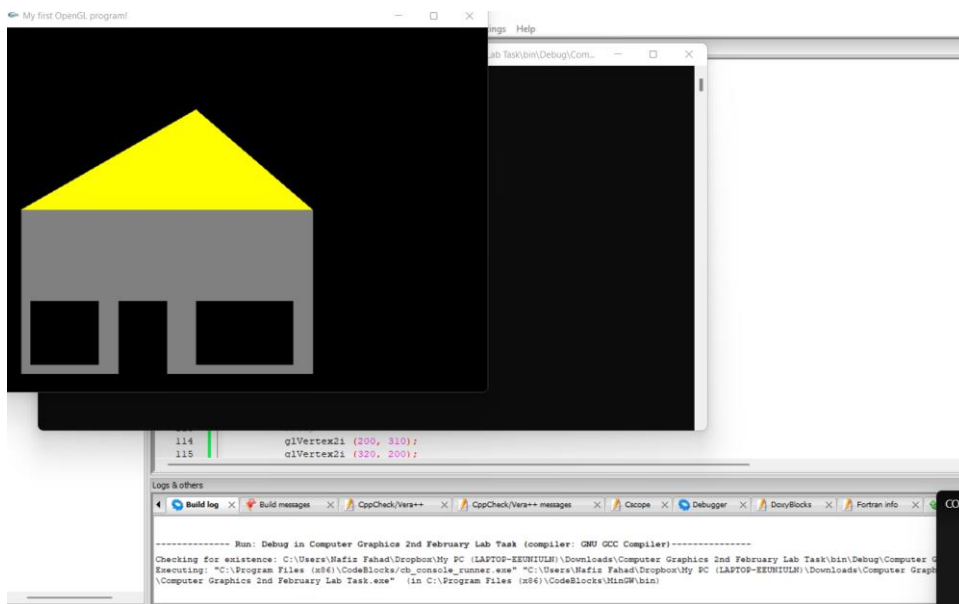 My first OpenGL program!
ings Help
Lab Task\bin\Debug\Com...
114 glVertex2i (200, 310);
115 glVertex2i (320, 200);
Logs & others
Build log Build messages CppCheck/Vera++ CppCheck/Vera++ messages Cscope Debugger DoxyBlocks Fortran info
CO
-------------- Run: Debug in Computer Graphics 2nd February Lab Task (compiler: GNU GCC Compiler)---------------
Checking for existence: C:\Users\Nafiz Fahad\Dropbox\My PC (LAPTOP-EEUNIULN)\Downloads\Computer Graphics 2nd February Lab Task\bin\Debug\Computer G
Executing: "C:\Program Files (x86)\CodeBlocks/cb_console_runner.exe" "C:\Users\Nafiz Fahad\Dropbox\My PC (LAPTOP-EEUNIULN)\Downloads\Computer Graph
\Computer Graphics 2nd February Lab Task.exe" (in C:\Program Files (x86)\CodeBlocks\MinGW\bin)